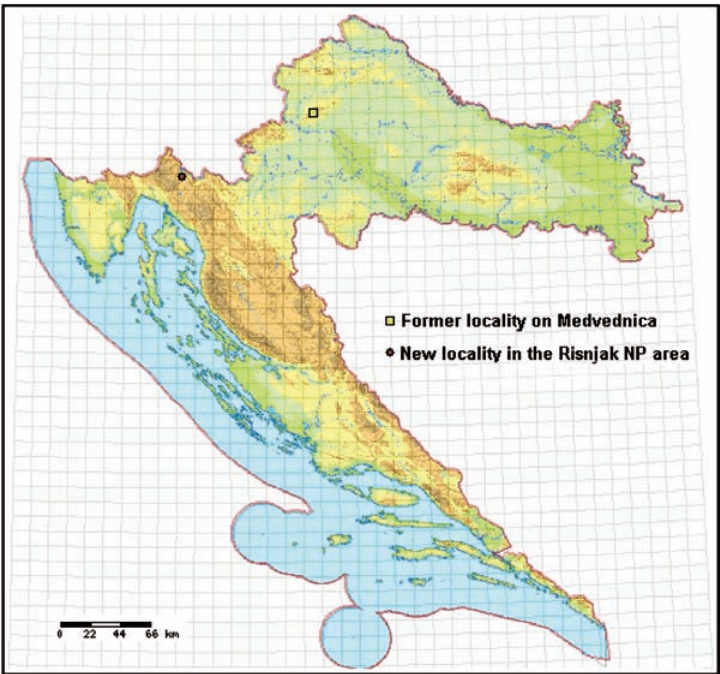 Former locality on Medvednica
New locality in the Risnjak NP area
0 22 44 66 km